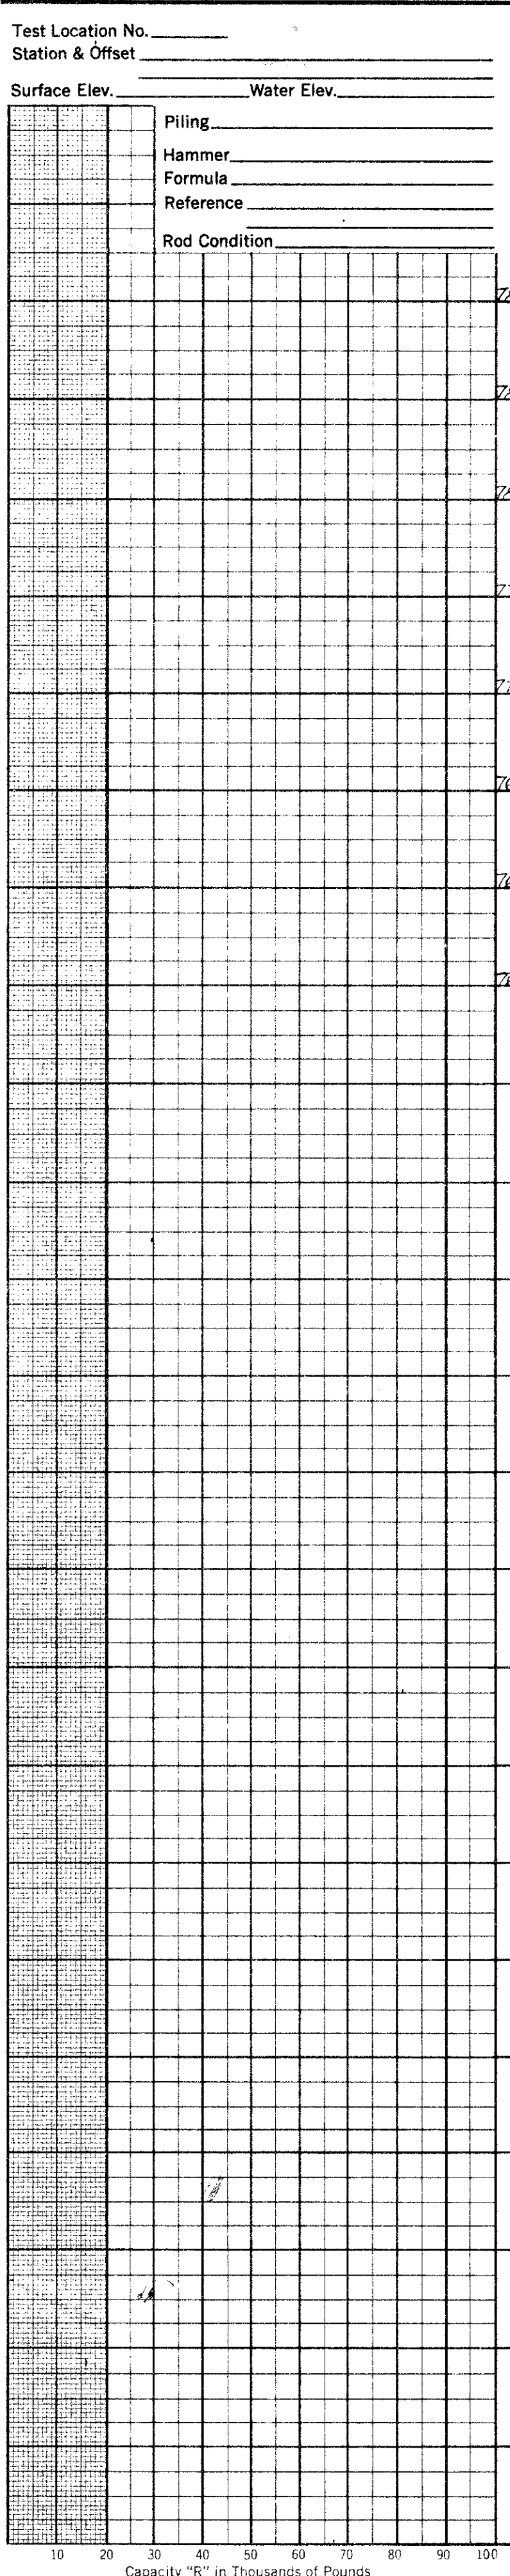 Test Location No.
Station & Offset
Surface Elev. Water Elev.
Piling
Hammer
Formula
Reference
Rod Condition
10 20 30 40 50 60 70 80 90 100
Capacity "R" in Thousands of Pounds